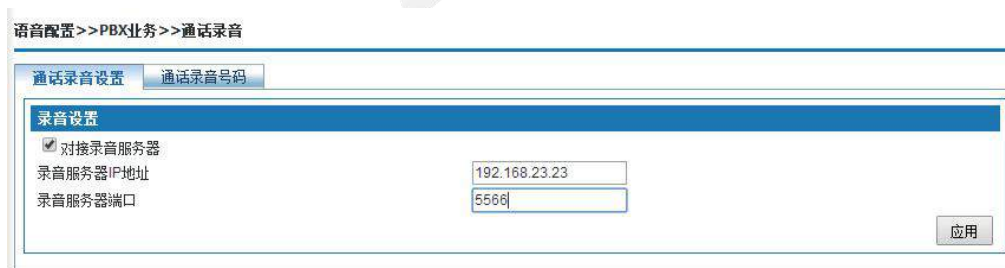 语音配置>>PBX业务>>通话录音
通话录音设置 通话录音号码
录音设置
对接录音服务器
录音服务器IP地址 192.168.23.23
录音服务器端口 5566
应用